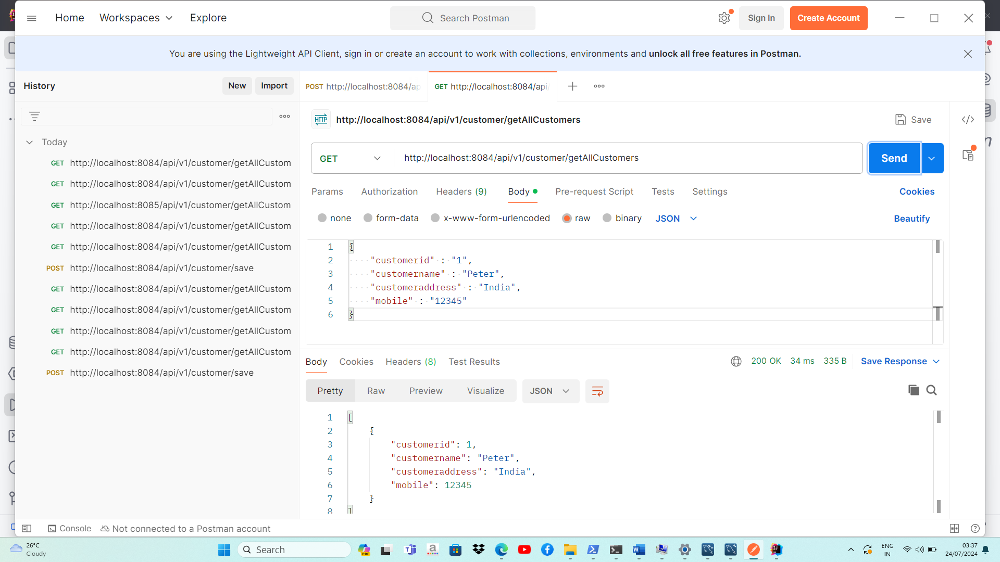 Home
Workspaces
Explore
Search Postman
Sign In
Create Account
You are using the Lightweight API Client, sign in or create an account to work with collections, environments and unlock all free features in Postman.
History
New
Import
POST http://localhost:8084/ap
GET http://localhost:8084/api/
HTTP
http://localhost:8084/api/v1/customer/getAllCustomers
Save
Today
GET http://localhost:8084/api/v1/customer/getAllCustom
GET http://localhost:8084/api/v1/customer/getAllCustom
GET http://localhost:8085/api/v1/customer/getAllCustom
GET http://localhost:8084/api/v1/customer/getAllCustom
GET http://localhost:8084/api/v1/customer/getAllCustom
POST http://localhost:8084/api/v1/customer/save
GET http://localhost:8084/api/v1/customer/getAllCustom
GET http://localhost:8084/api/v1/customer/getAllCustom
GET http://localhost:8084/api/v1/customer/getAllCustom
GET http://localhost:8084/api/v1/customer/getAllCustom
POST http://localhost:8084/api/v1/customer/save
GET
http://localhost:8084/api/v1/customer/getAllCustomers
Send
Params Authorization Headers (9) Body Pre-request Script Tests Settings Cookies
none form-data x-www-form-urlencoded raw binary JSON Beautify
1 {
2 "customerid" : "1",
3 "customername" : "Peter",
4 "customeraddress" : "India",
5 "mobile" : "12345"
6 }
Body Cookies Headers (8) Test Results 200 OK 34 ms 335 B Save Response
Pretty Raw Preview Visualize JSON
1 [
2 {
3 "customerid": 1,
4 "customername": "Peter",
5 "customeraddress": "India",
6 "mobile": 12345
7 }
8 ]
Console
Not connected to a Postman account
26°C
Cloudy
Search
ENG
IN
03:37
24/07/2024